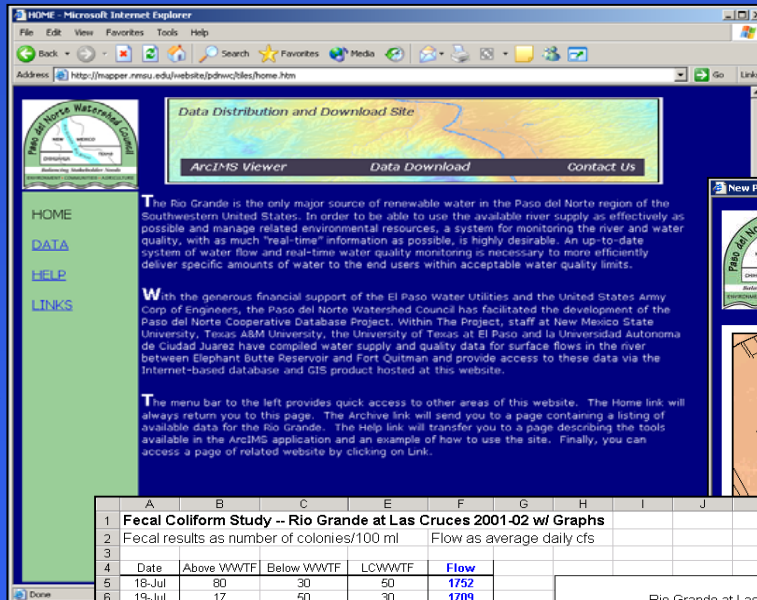 HOME - Microsoft Internet Explorer
File Edit View Favorites Tools Help
Back Search Favorites Media
Address http://mapper.nmsu.edu/website/pdnwc/tiles/home.htm Go Links
Paso del Norte Watershed Council
NEW MEXICO
TEXAS
CHIHUAHUA
Balancing Stakeholder Needs
ENVIRONMENT - COMMUNITIES - AGRICULTURE
Data Distribution and Download Site
ArcIMS Viewer Data Download Contact Us
HOME
DATA
HELP
LINKS
The Rio Grande is the only major source of renewable water in the Paso del Norte region of the
Southwestern United States. In order to be able to use the available river supply as effectively as
possible and manage related environmental resources, a system for monitoring the river and water
quality, with as much "real-time" information as possible, is highly desirable. An up-to-date
system of water flow and real-time water quality monitoring is necessary to more efficiently
deliver specific amounts of water to the end users within acceptable water quality limits.
With the generous financial support of the El Paso Water Utilities and the United States Army
Corp of Engineers, the Paso del Norte Watershed Council has facilitated the development of the
Paso del Norte Cooperative Database Project. Within The Project, staff at New Mexico State
University, Texas A&M University, the University of Texas at El Paso and la Universidad Autonoma
de Ciudad Juarez have compiled water supply and quality data for surface flows in the river
between Elephant Butte Reservoir and Fort Quitman and provide access to these data via the
Internet-based database and GIS product hosted at this website.
The menu bar to the left provides quick access to other areas of this website. The Home link will
always return you to this page. The Archive link will send you to a page containing a listing of
available data for the Rio Grande. The Help link will transfer you to a page describing the tools
available in the ArcIMS application and an example of how to use the site. Finally, you can
access a page of related website by clicking on Link.
New P
Paso del No
Done
A B C E F G H I J
1 Fecal Coliform Study -- Rio Grande at Las Cruces 2001-02 w/ Graphs
2 Fecal results as number of colonies/100 ml Flow as average daily cfs
3
4 Date Above WWTF Below WWTF LCWWTF Flow
5 18-Jul 80 30 50 1752
6 19-Jul 17 50 30 1709
Rio Grande at Las